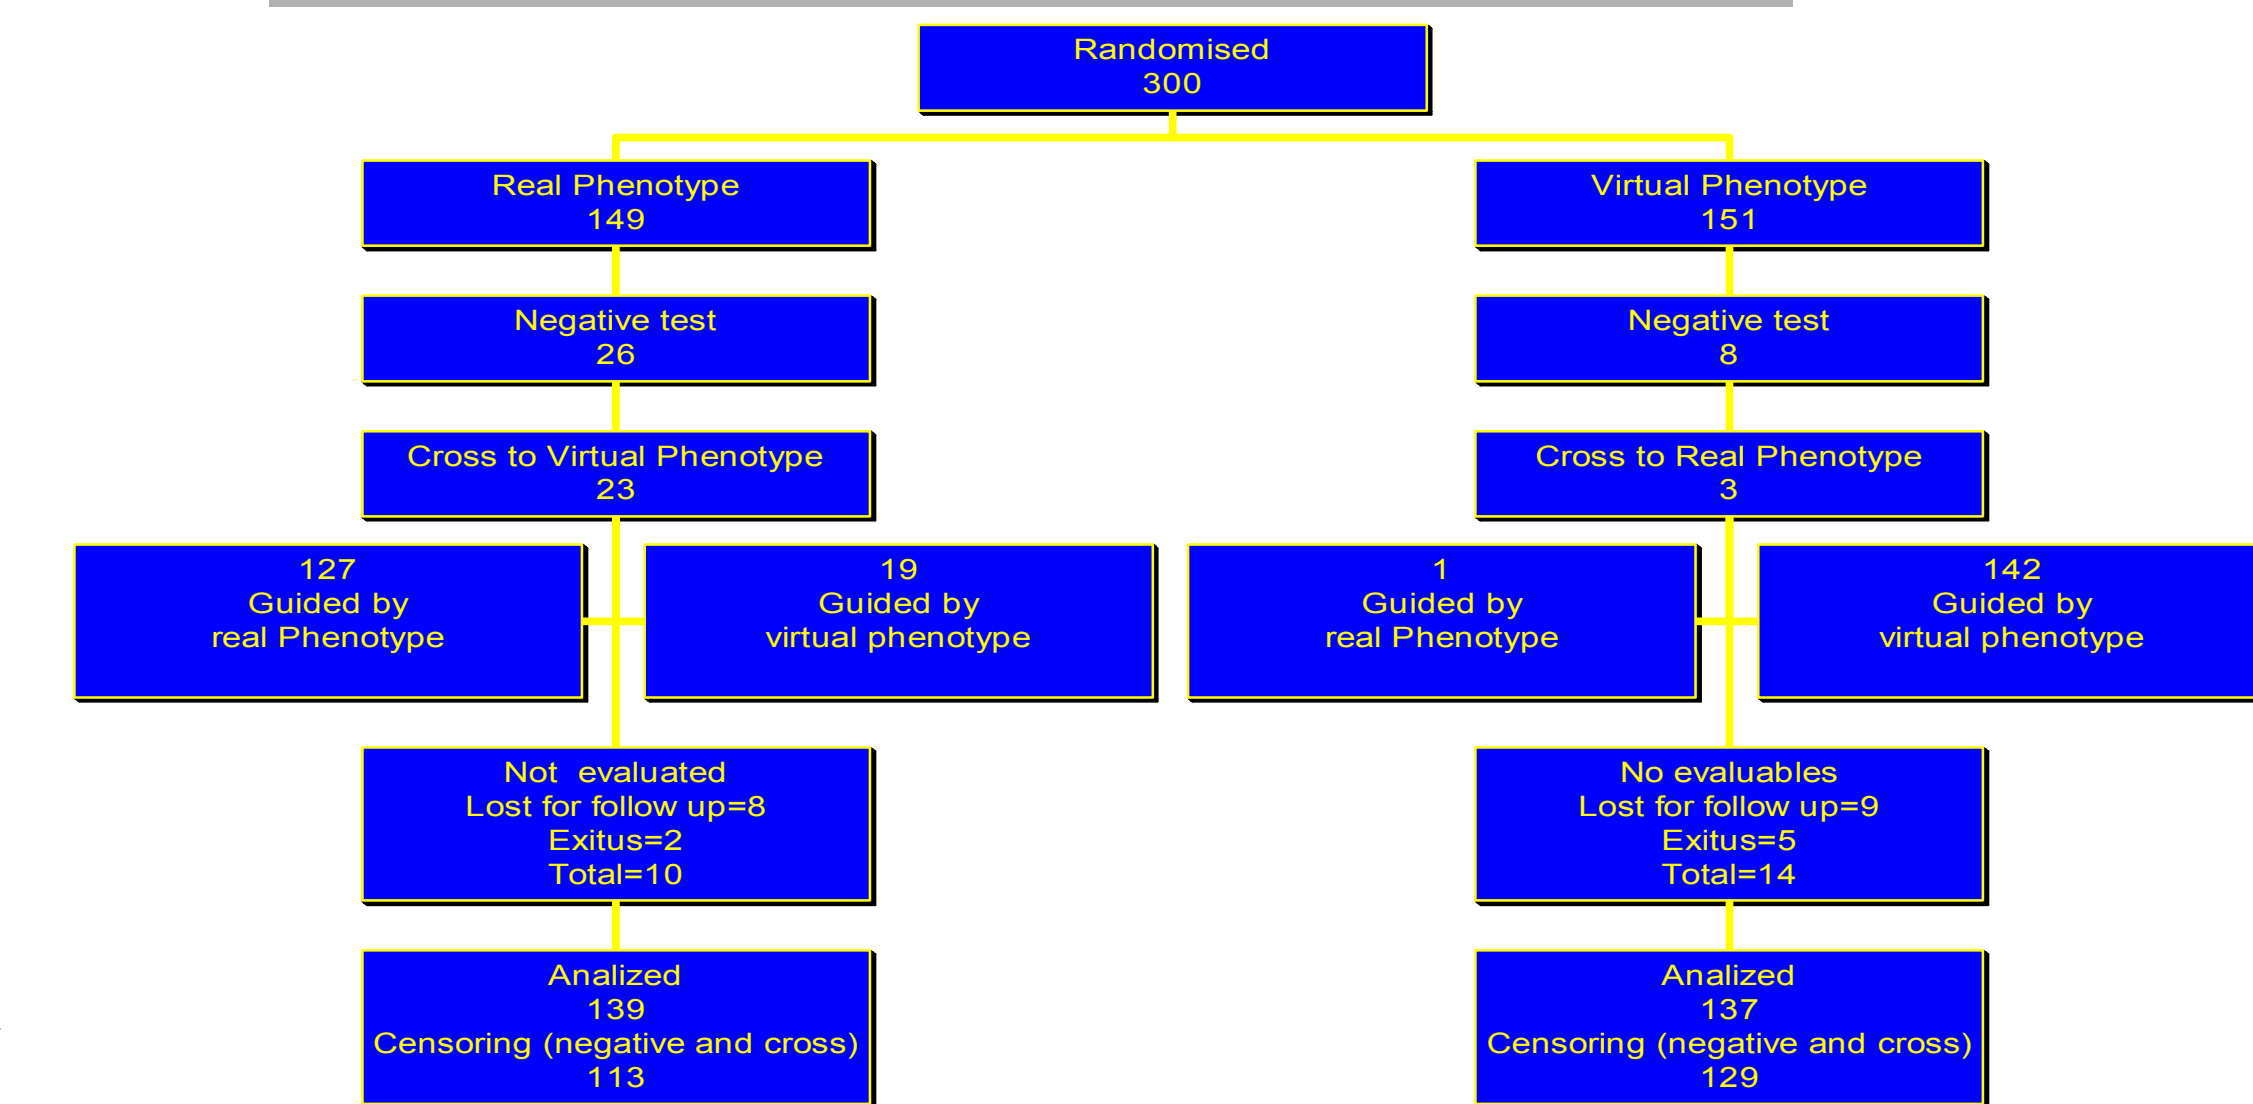 Randomised
300
Real Phenotype
149
Virtual Phenotype
151
Negative test
26
Negative test
8
Cross to Virtual Phenotype
23
Cross to Real Phenotype
3
127
Guided by
real Phenotype
19
Guided by
virtual phenotype
1
Guided by
real Phenotype
142
Guided by
virtual phenotype
Not  evaluated
Lost for follow up=8
Exitus=2
Total=10
No evaluables
Lost for follow up=9
Exitus=5
Total=14
Analized
139
Censoring (negative and cross)
113
Analized
137
Censoring (negative and cross)
129